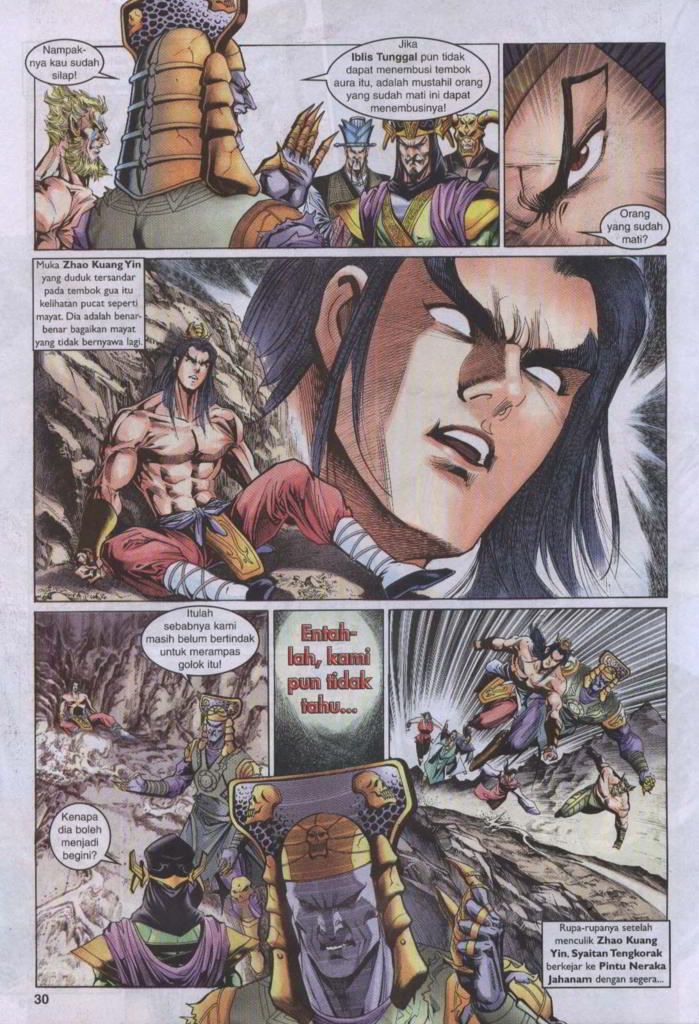 Nampak-
nya kau sudah
silap!
Jika
Iblis Tunggal pun tidak
dapat menembusi tembok
aura itu, adalah mustahil orang
yang sudah mati ini dapat
menembusinya!
Orang
yang sudah
mati?
Muka Zhao Kuang Yin
yang duduk tersandar
pada tembok gua itu
kelihatan pucat seperti
mayat. Dia adalah benar-
benar bagaikan mayat
yang tidak bernyawa lagi.
Itulah
sebabnya kami
masih belum bertindak
untuk merampas
golok itu!
Kenapa
dia boleh
menjadi
begini?
Entah-
lah, kami
pun tidak
tahu...
Rupa-rupanya setelah
menculik Zhao Kuang
Yin, Syaitan Tengkorak
berkejar ke Pintu Neraka
Jahanam dengan segera...
30